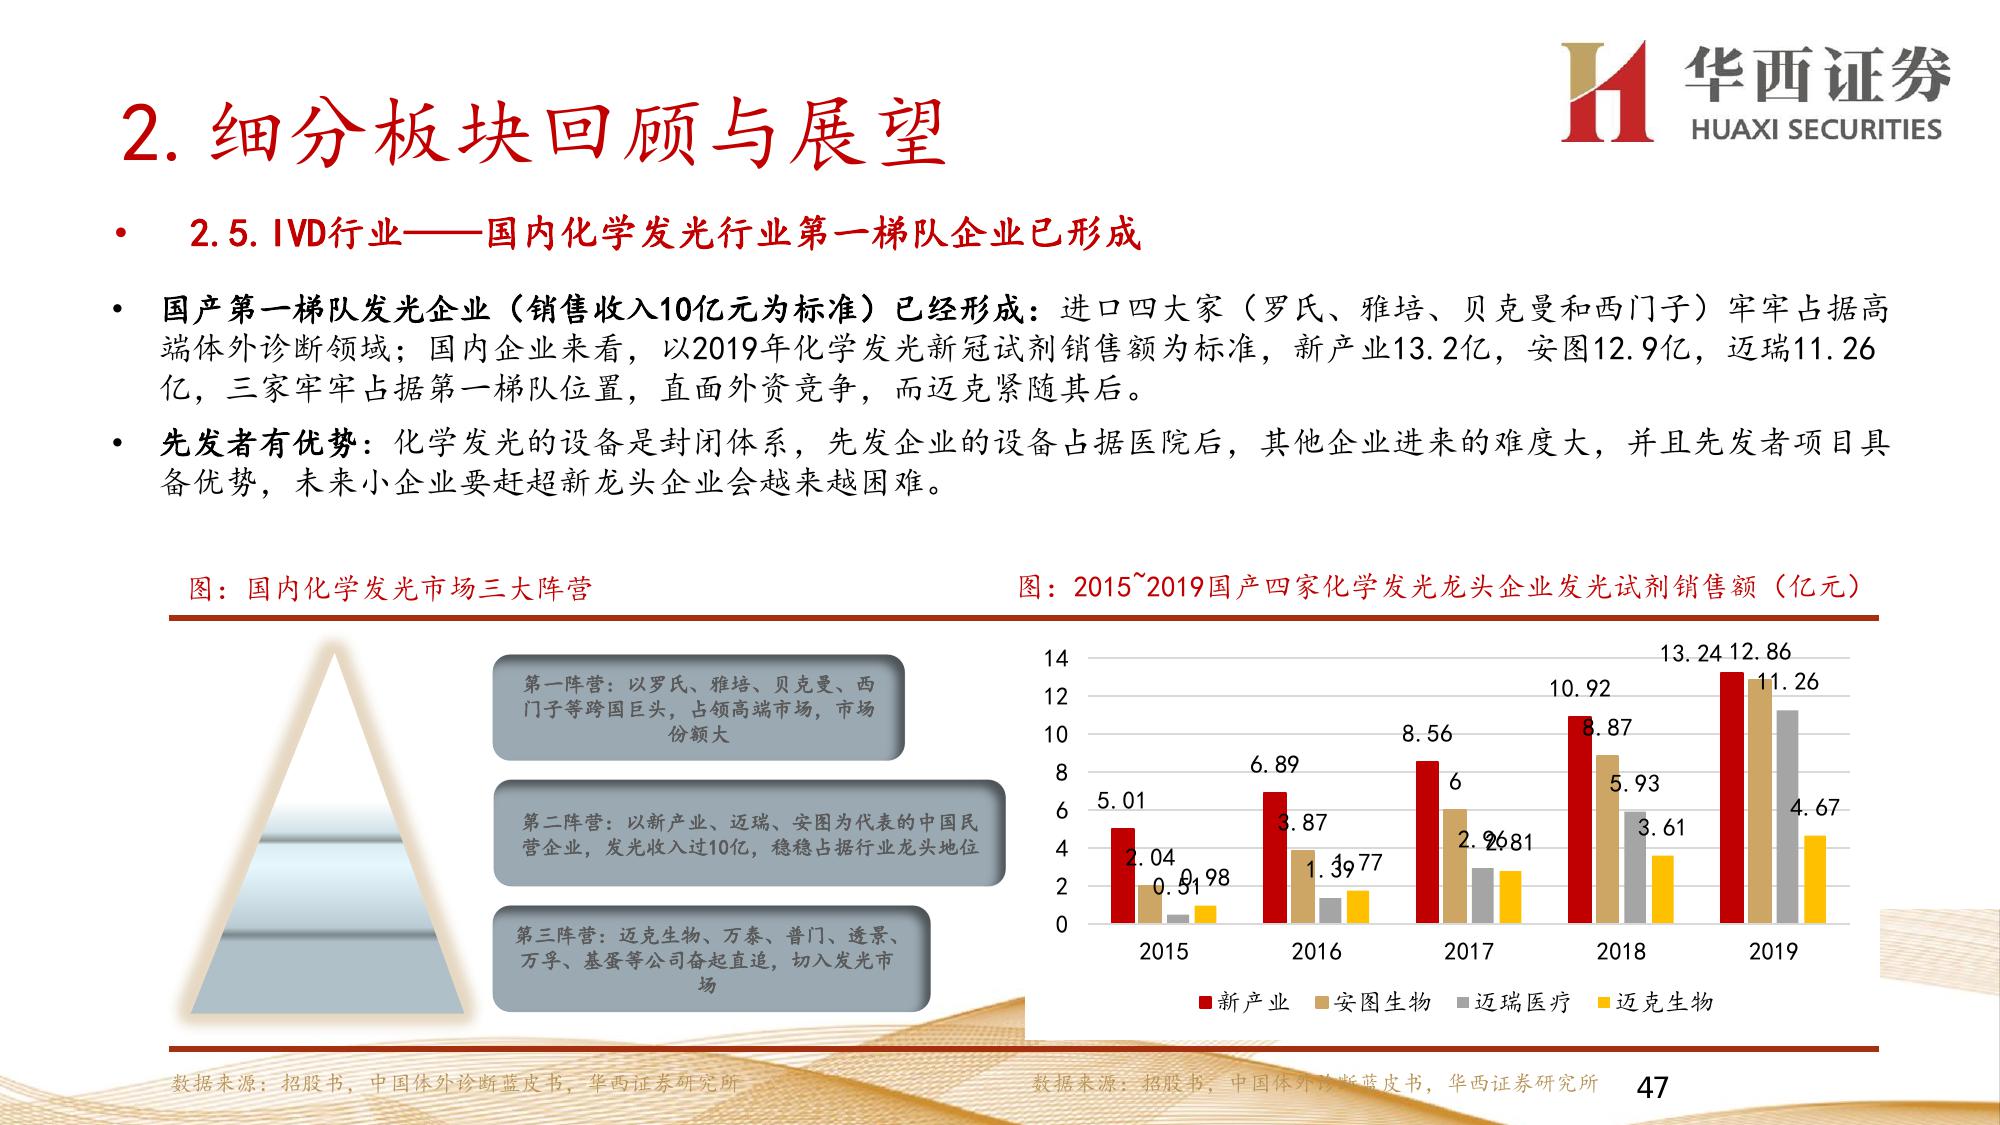 华西证券
HUAXI SECURITIES
2. 细分板块回顾与展望
• 2.5. IVD行业——国内化学发光行业第一梯队企业已形成
• 国产第一梯队发光企业（销售收入10亿元为标准）已经形成：进口四大家（罗氏、雅培、贝克曼和西门子）牢牢占据高
端体外诊断领域；国内企业来看，以2019年化学发光新冠试剂销售额为标准，新产业13.2亿，安图12.9亿，迈瑞11.26
亿，三家牢牢占据第一梯队位置，直面外资竞争，而迈克紧随其后。
• 先发者有优势：化学发光的设备是封闭体系，先发企业的设备占据医院后，其他企业进来的难度大，并且先发者项目具
备优势，未来小企业要赶超新龙头企业会越来越困难。
图：国内化学发光市场三大阵营
第一阵营：以罗氏、雅培、贝克曼、西
门子等跨国巨头，占领高端市场，市场
份额大
第二阵营：以新产业、迈瑞、安图为代表的中国民
营企业，发光收入过10亿，稳稳占据行业龙头地位
第三阵营：迈克生物、万泰、普门、透景、
万孚、基蛋等公司奋起直追，切入发光市
场
数据来源：招股书，中国体外诊断蓝皮书，华西证券研究所
图：2015~2019国产四家化学发光龙头企业发光试剂销售额（亿元）
14
12
10
8
6
4
2
0
5.01
2.04
0.51
0.98
6.89
3.87
1.39
1.77
8.56
6
2.96
2.81
10.92
8.87
5.93
3.61
13.24
12.86
11.26
4.67
2015 2016 2017 2018 2019
新产业 安图生物 迈瑞医疗 迈克生物
数据来源：招股书，中国体外诊断蓝皮书，华西证券研究所
47